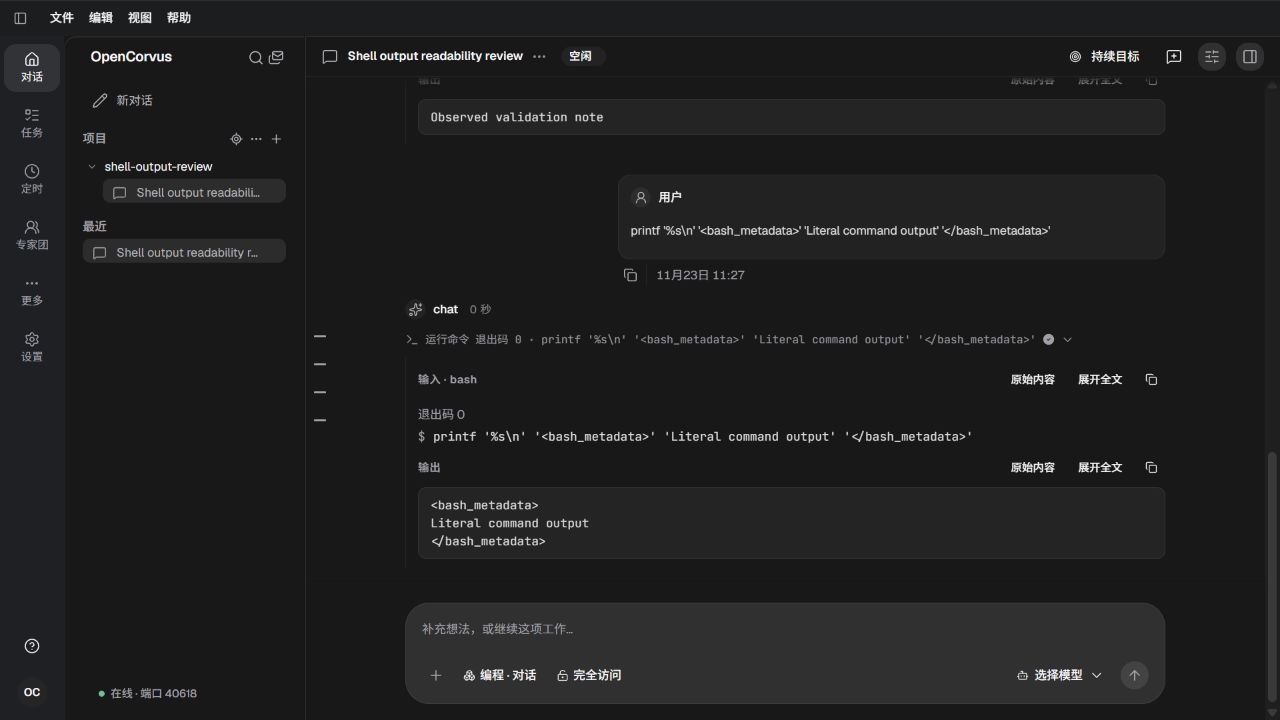 文件 编辑 视图 帮助
对话
任务
定时
专家团
更多
设置
OC
OpenCorvus
新对话
项目
shell-output-review
Shell output readabili...
最近
Shell output readability r...
在线 · 端口 40618
Shell output readability review
空闲
持续目标
输出 原始内容 展开全文
Observed validation note
用户
printf '%s\n' '<bash_metadata>' 'Literal command output' '</bash_metadata>'
11月23日 11:27
chat 0 秒
运行命令 退出码 0 · printf '%s\n' '<bash_metadata>' 'Literal command output' '</bash_metadata>'
输入 · bash 原始内容 展开全文
退出码 0
$ printf '%s\n' '<bash_metadata>' 'Literal command output' '</bash_metadata>'
输出 原始内容 展开全文
<bash_metadata>
Literal command output
</bash_metadata>
补充想法，或继续这项工作...
编程 · 对话 完全访问 选择模型